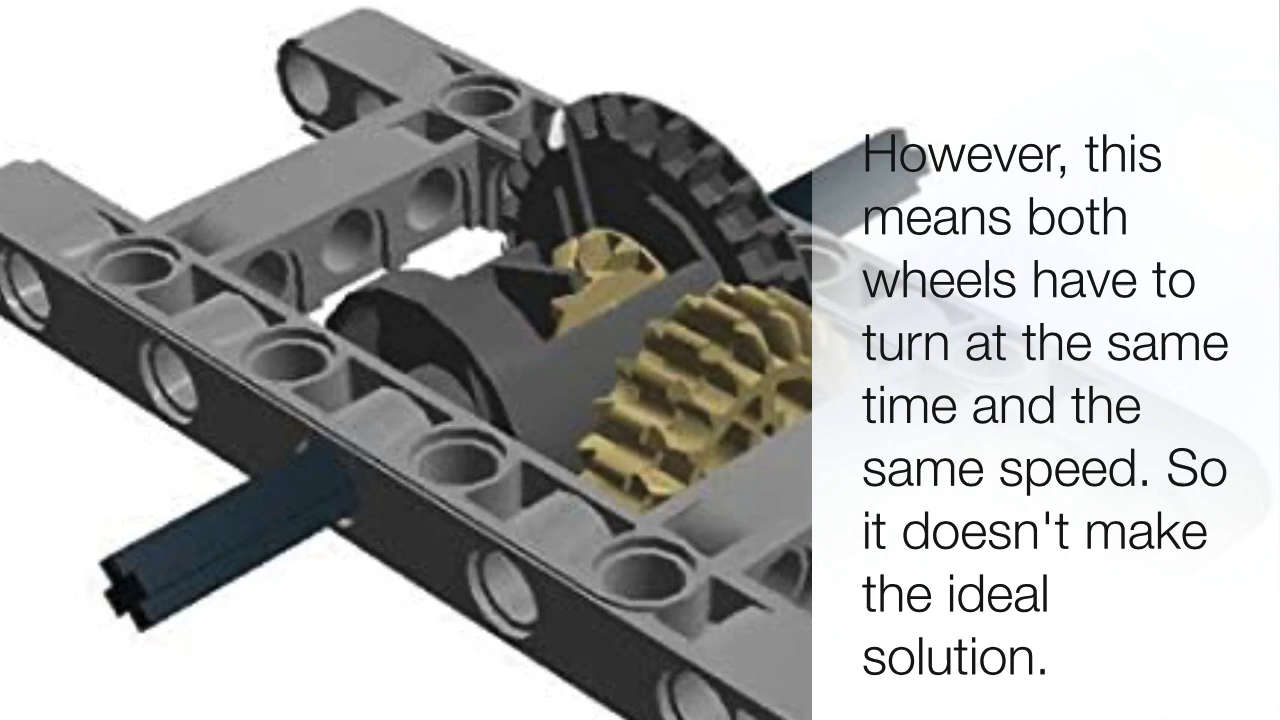 However, this
means both
wheels have to
turn at the same
time and the
same speed. So
it doesn't make
the ideal
solution.